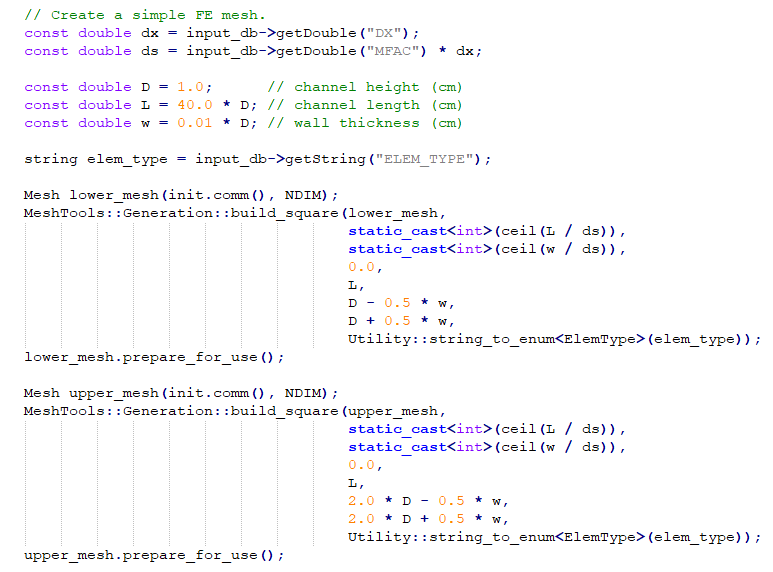 // Create a simple FE mesh.
const double dx = input_db->getDouble("DX");
const double ds = input_db->getDouble("MFAC") * dx;

const double D = 1.0;      // channel height (cm)
const double L = 40.0 * D; // channel length (cm)
const double w = 0.01 * D; // wall thickness (cm)

string elem_type = input_db->getString("ELEM_TYPE");

Mesh lower_mesh(init.comm(), NDIM);
MeshTools::Generation::build_square(lower_mesh,
                                    static_cast<int>(ceil(L / ds)),
                                    static_cast<int>(ceil(w / ds)),
                                    0.0,
                                    L,
                                    D - 0.5 * w,
                                    D + 0.5 * w,
                                    Utility::string_to_enum<ElemType>(elem_type));
lower_mesh.prepare_for_use();

Mesh upper_mesh(init.comm(), NDIM);
MeshTools::Generation::build_square(upper_mesh,
                                    static_cast<int>(ceil(L / ds)),
                                    static_cast<int>(ceil(w / ds)),
                                    0.0,
                                    L,
                                    2.0 * D - 0.5 * w,
                                    2.0 * D + 0.5 * w,
                                    Utility::string_to_enum<ElemType>(elem_type));
upper_mesh.prepare_for_use();